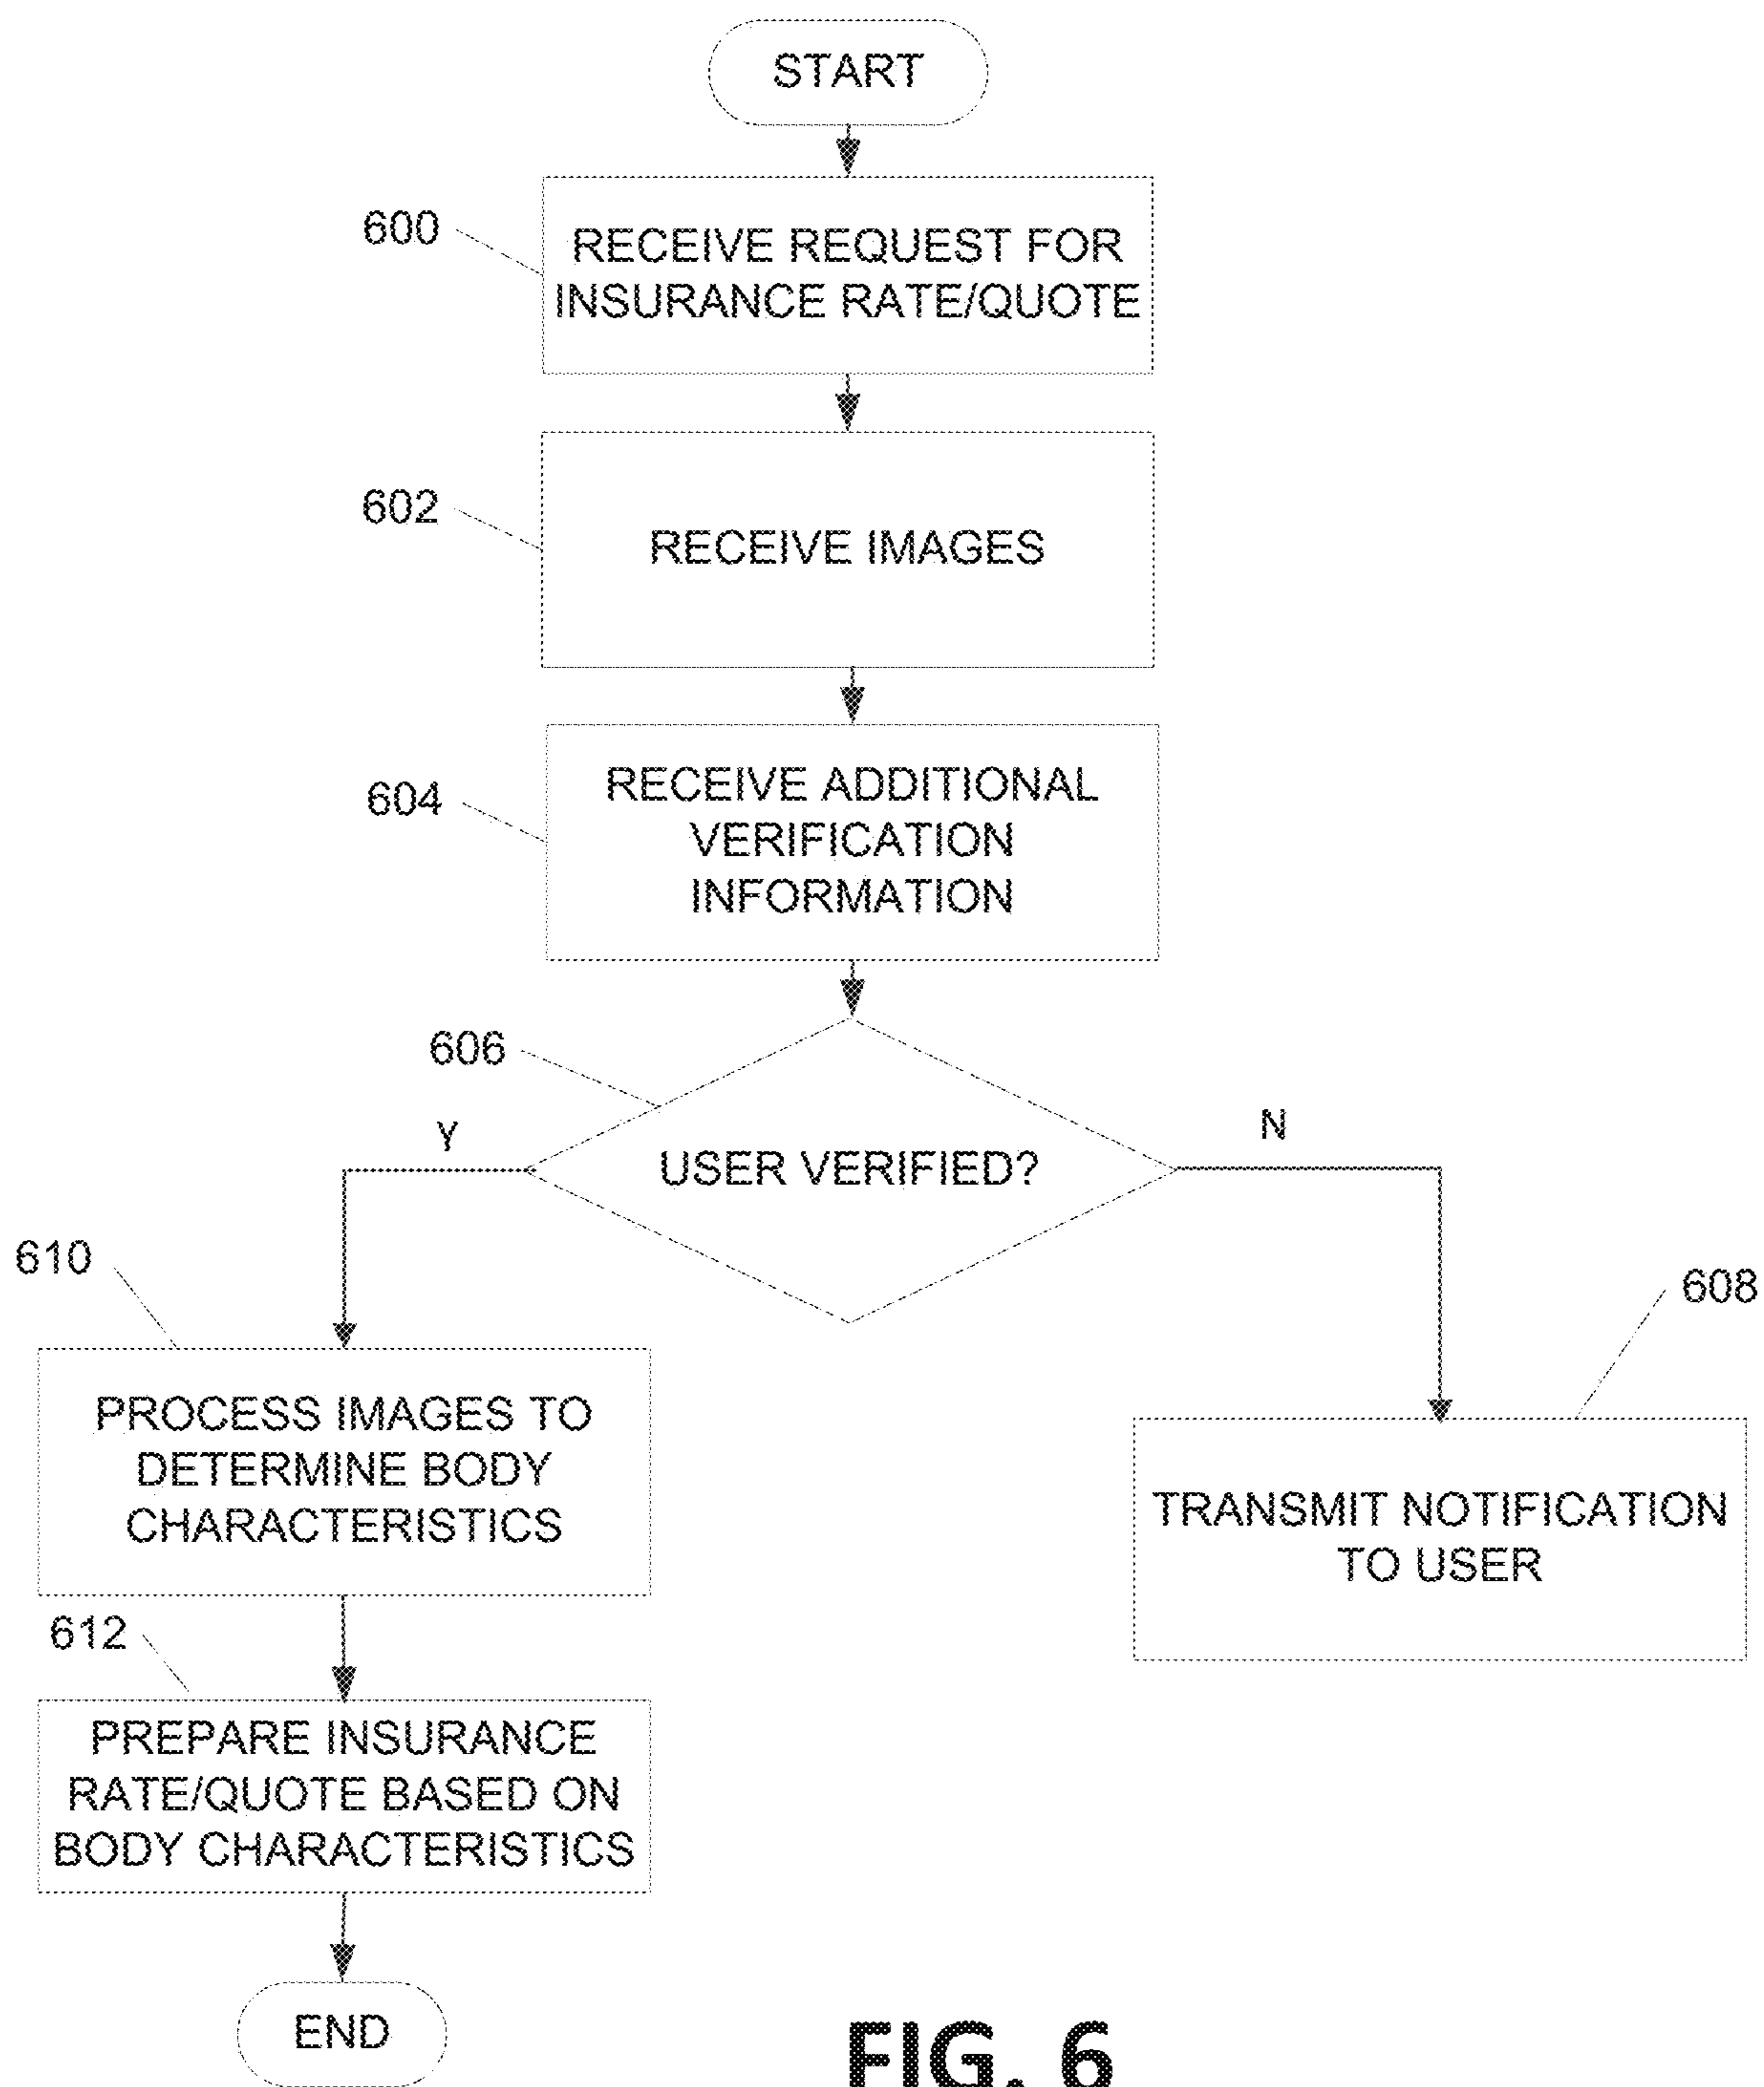 START
600
RECEIVE REQUEST FOR
INSURANCE RATE/QUOTE
602
RECEIVE IMAGES
604
RECEIVE ADDITIONAL
VERIFICATION
INFORMATION
606
Y
USER VERIFIED?
N
610
608
PROCESS IMAGES TO
DETERMINE BODY
CHARACTERISTICS
TRANSMIT NOTIFICATION
TO USER
612
PREPARE INSURANCE
RATE/QUOTE BASED ON
BODY CHARACTERISTICS
END
FIG. 6